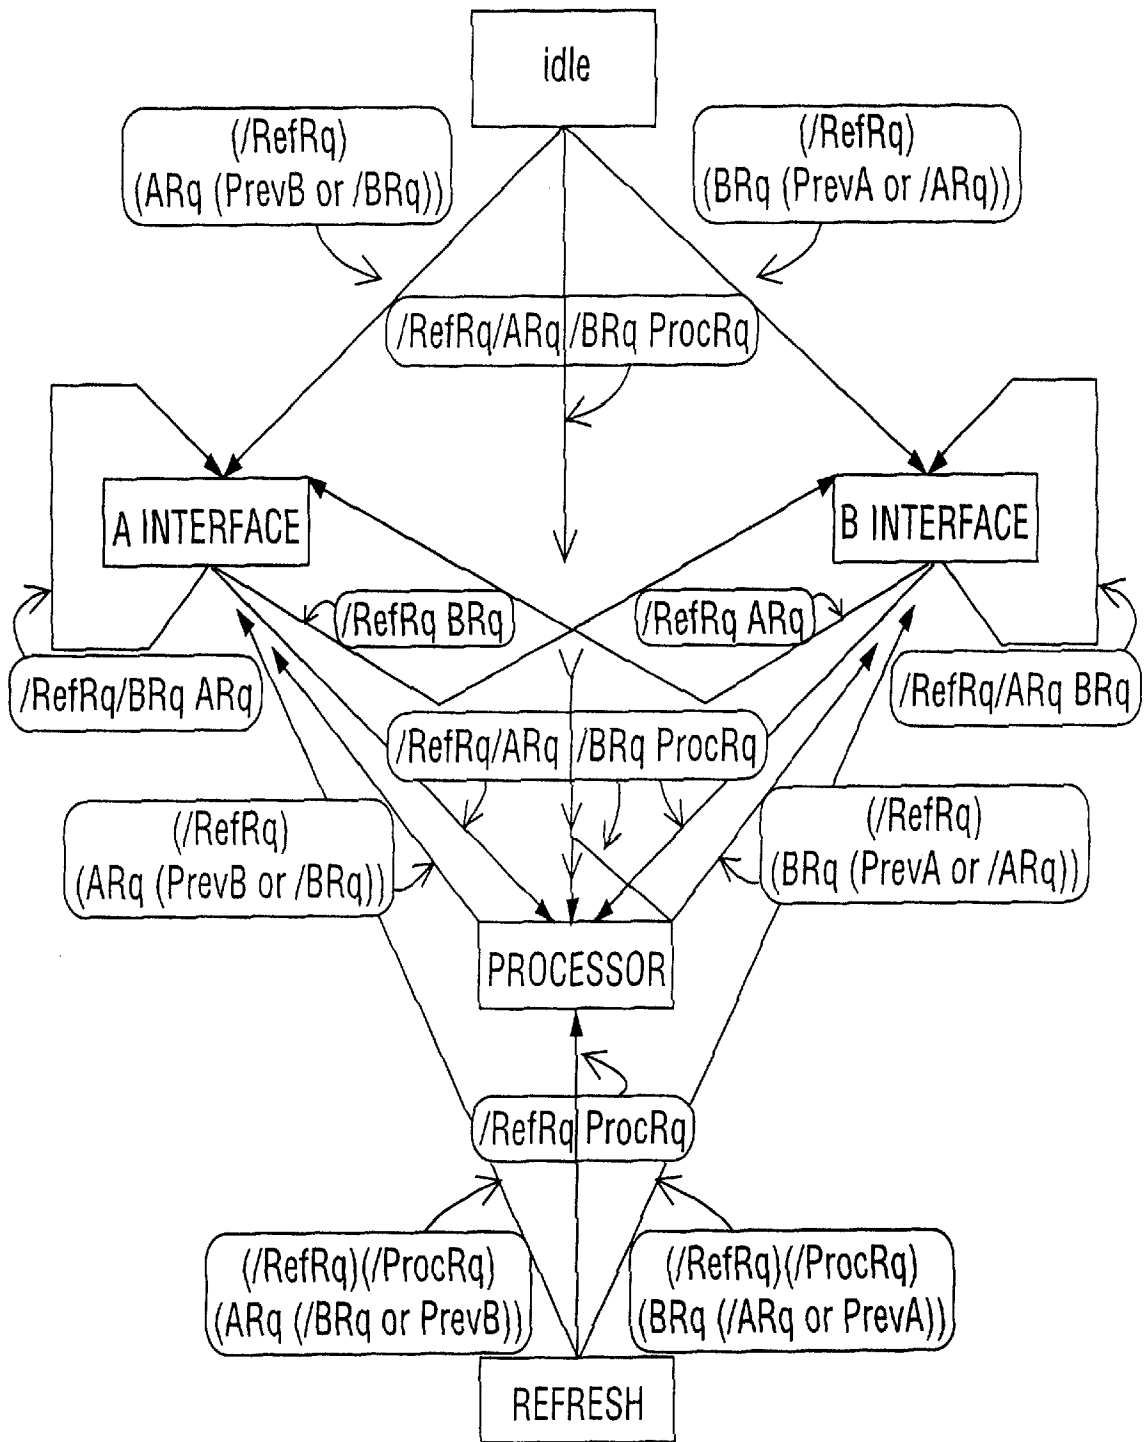 idle
(/RefRq)
(ARq (PrevB or /BRq))
(/RefRq)
(BRq (PrevA or /ARq))
/RefRq/ARq /BRq ProcRq
A INTERFACE
B INTERFACE
/RefRq BRq
/RefRq ARq
/RefRq/BRq ARq
/RefRq/ARq BRq
/RefRq/ARq /BRq ProcRq
(/RefRq)
(ARq (PrevB or /BRq))
(/RefRq)
(BRq (PrevA or /ARq))
PROCESSOR
/RefRq ProcRq
(/RefRq)(/ProcRq)
(ARq (/BRq or PrevB))
(/RefRq)(/ProcRq)
(BRq (/ARq or PrevA))
REFRESH